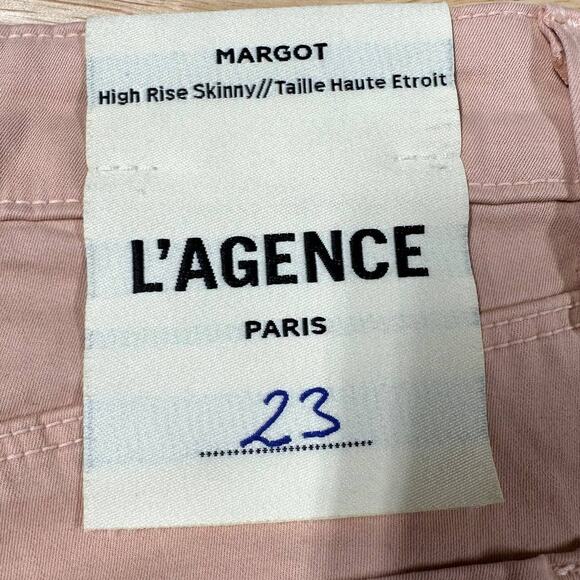 MARGOT
High Rise Skinny//Taille Haute Etroit
L'AGENCE
PARIS
23